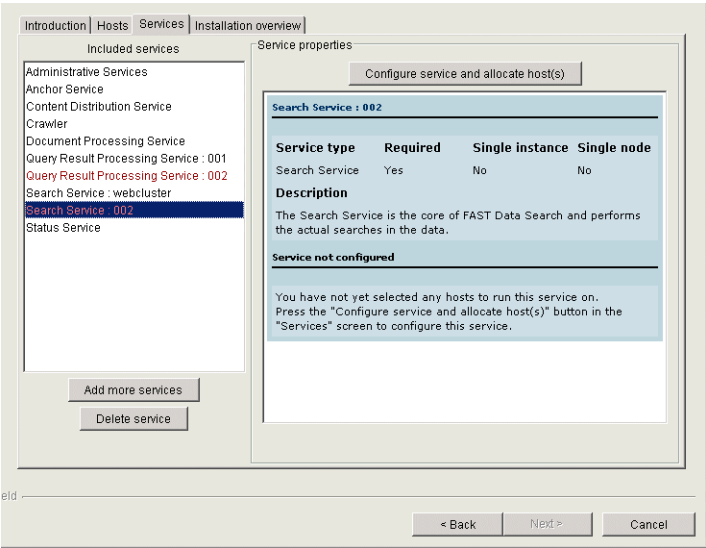 Introduction Hosts Services Installation overview
Included services
Administrative Services
Anchor Service
Content Distribution Service
Crawler
Document Processing Service
Query Result Processing Service : 001
Query Result Processing Service : 002
Search Service : webcluster
Search Service : 002
Status Service
Add more services
Delete service
Service properties
Configure service and allocate host(s)
Search Service : 002
Service type Required Single instance Single node
Search Service Yes No No
Description
The Search Service is the core of FAST Data Search and performs
the actual searches in the data.
Service not configured
You have not yet selected any hosts to run this service on.
Press the "Configure service and allocate host(s)" button in the
"Services" screen to configure this service.
eld
< Back Next > Cancel